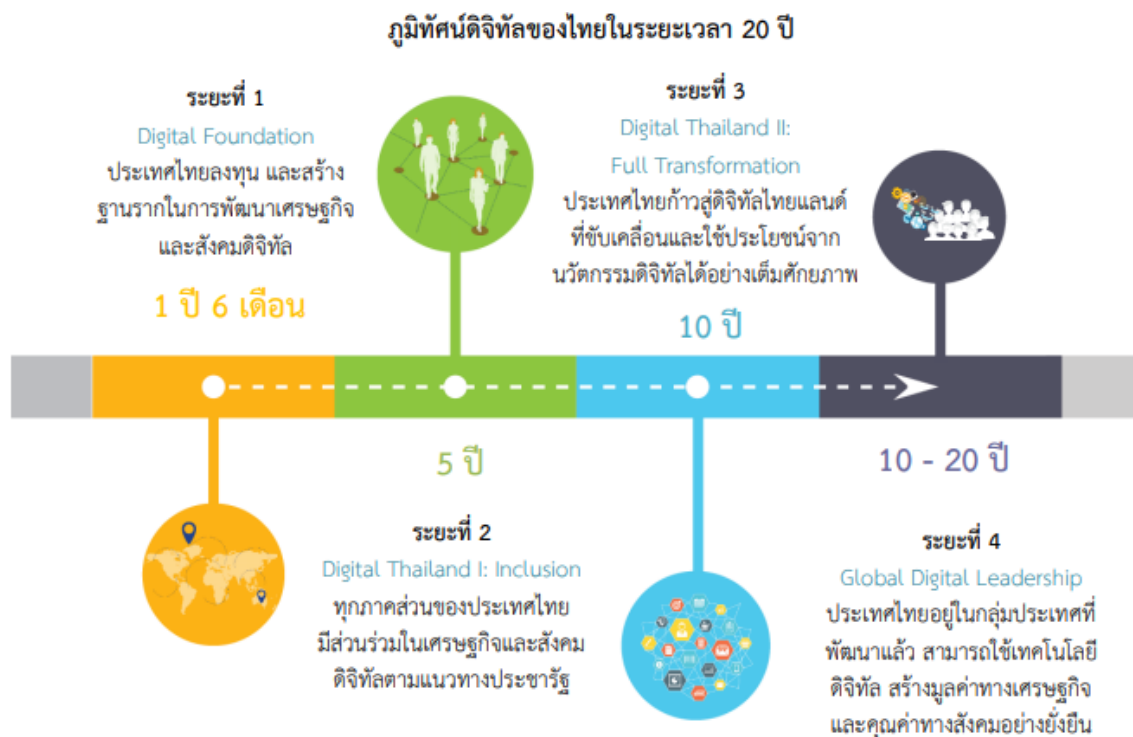 ภูมิทัศน์ดิจิทัลของไทยในระยะเวลา 20 ปี
ระยะที่ 1
Digital Foundation
ประเทศไทยลงทุน และสร้าง
ฐานรากในการพัฒนาเศรษฐกิจ
และสังคมดิจิทัล
1 ปี 6 เดือน
5 ปี
ระยะที่ 2
Digital Thailand I: Inclusion
ทุกภาคส่วนของประเทศไทย
มีส่วนร่วมในเศรษฐกิจและสังคม
ดิจิทัลตามแนวทางประชารัฐ
ระยะที่ 3
Digital Thailand II:
Full Transformation
ประเทศไทยก้าวสู่ดิจิทัลไทยแลนด์
ที่ขับเคลื่อนและใช้ประโยชน์จาก
นวัตกรรมดิจิทัลได้อย่างเต็มศักยภาพ
10 ปี
10 - 20 ปี
ระยะที่ 4
Global Digital Leadership
ประเทศไทยอยู่ในกลุ่มประเทศที่
พัฒนาแล้ว สามารถใช้เทคโนโลยี
ดิจิทัล สร้างมูลค่าทางเศรษฐกิจ
และคุณค่าทางสังคมอย่างยั่งยืน